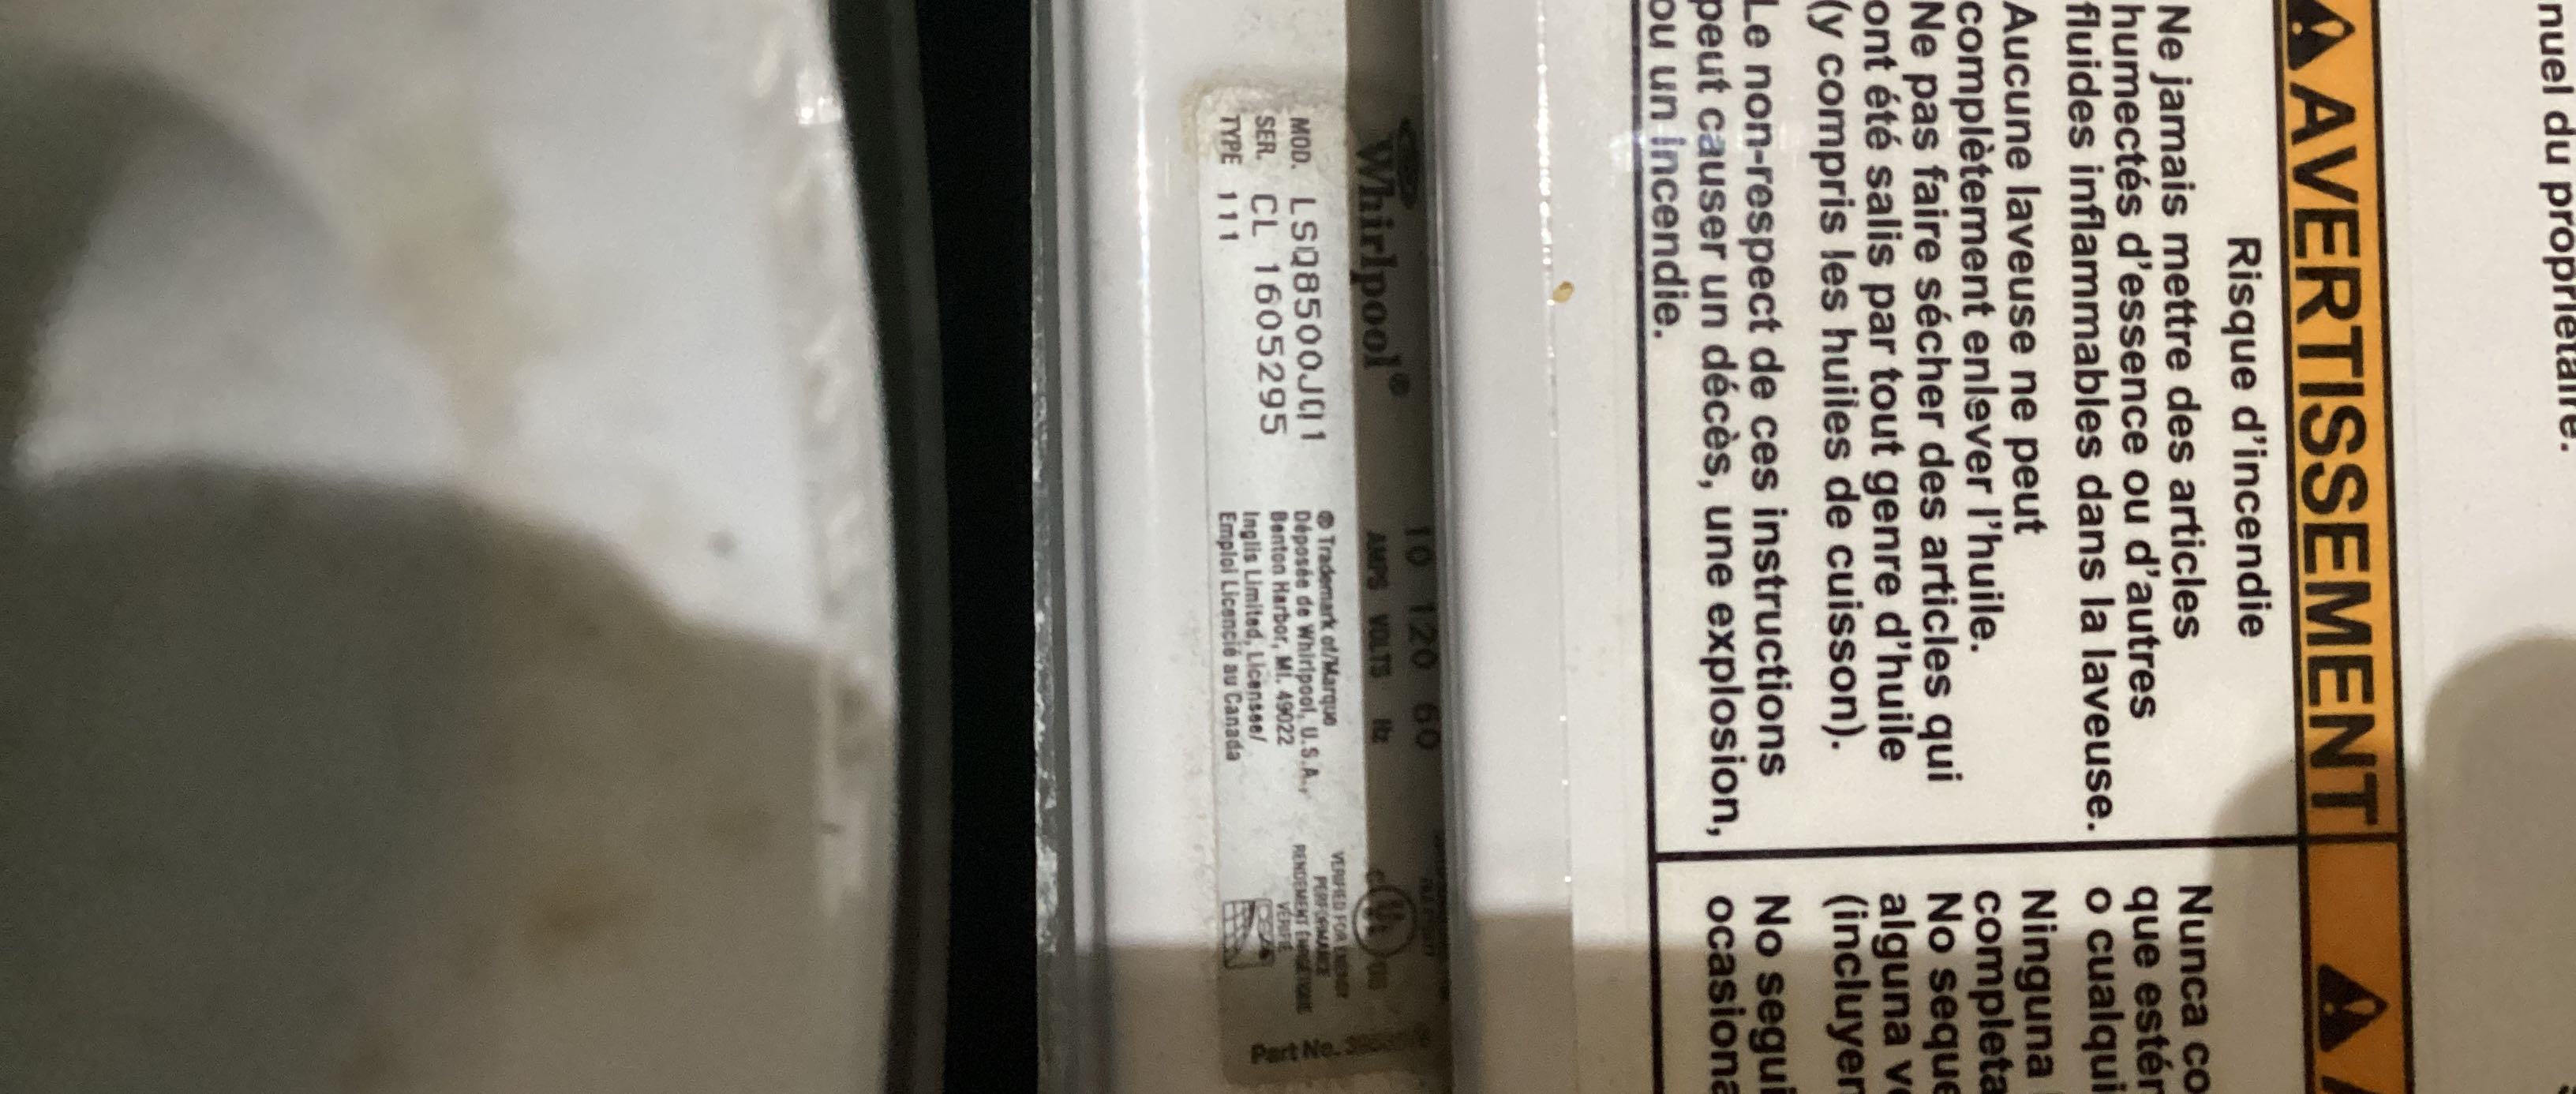 nuel du propriétaire.
AVERTISSEMENT
Risque d'incendie
Ne jamais mettre des articles
humectés d'essence ou d'autres
fluides inflammables dans la laveuse.
Aucune laveuse ne peut
complètement enlever l'huile.
Ne pas faire sécher des articles qui
ont été salis par tout genre d'huile
(y compris les huiles de cuisson).
Le non-respect de ces instructions
peut causer un décès, une explosion,
ou un incendie.
Nunca co
que estén
o cualqui
Ninguna
completa
No seque
alguna ve
(incluyen
No segui
ocasiona
Whirlpool®
10 120 60
AMPS VOLTS Hz
MOD. LSQ8500JQ1
SER. CL 1605295
TYPE 111
® Trademark of/Marque
Déposée de Whirlpool, U.S.A.,
Benton Harbor, MI. 49022
Inglis Limited, Licensee/
Emploi Licencié au Canada
VERIFIED FOR ENERGY
PERFORMANCE
RENDEMENT ÉNERGÉTIQUE
VÉRIFIÉ
Part No.